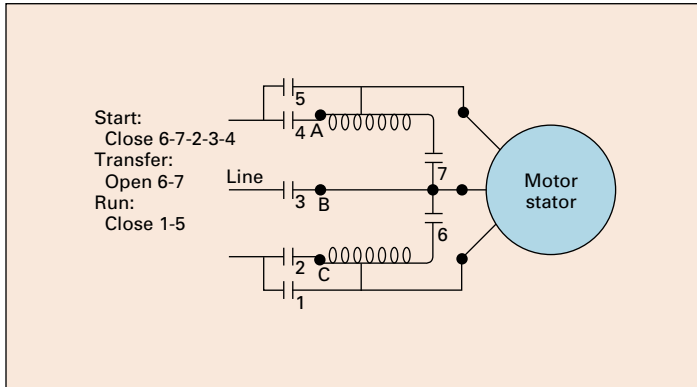 Start:
Close 6-7-2-3-4
Transfer:
Open 6-7
Run:
Close 1-5
Line
5
4
A
7
3
B
6
2
C
1
Motor
stator